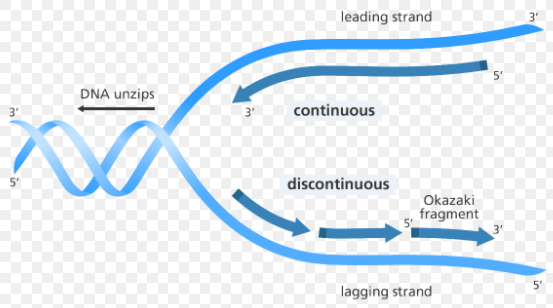 leading strand
3′
5′
DNA unzips
3′
continuous
3′
5′
discontinuous
Okazaki
fragment
5′
3′
lagging strand
5′